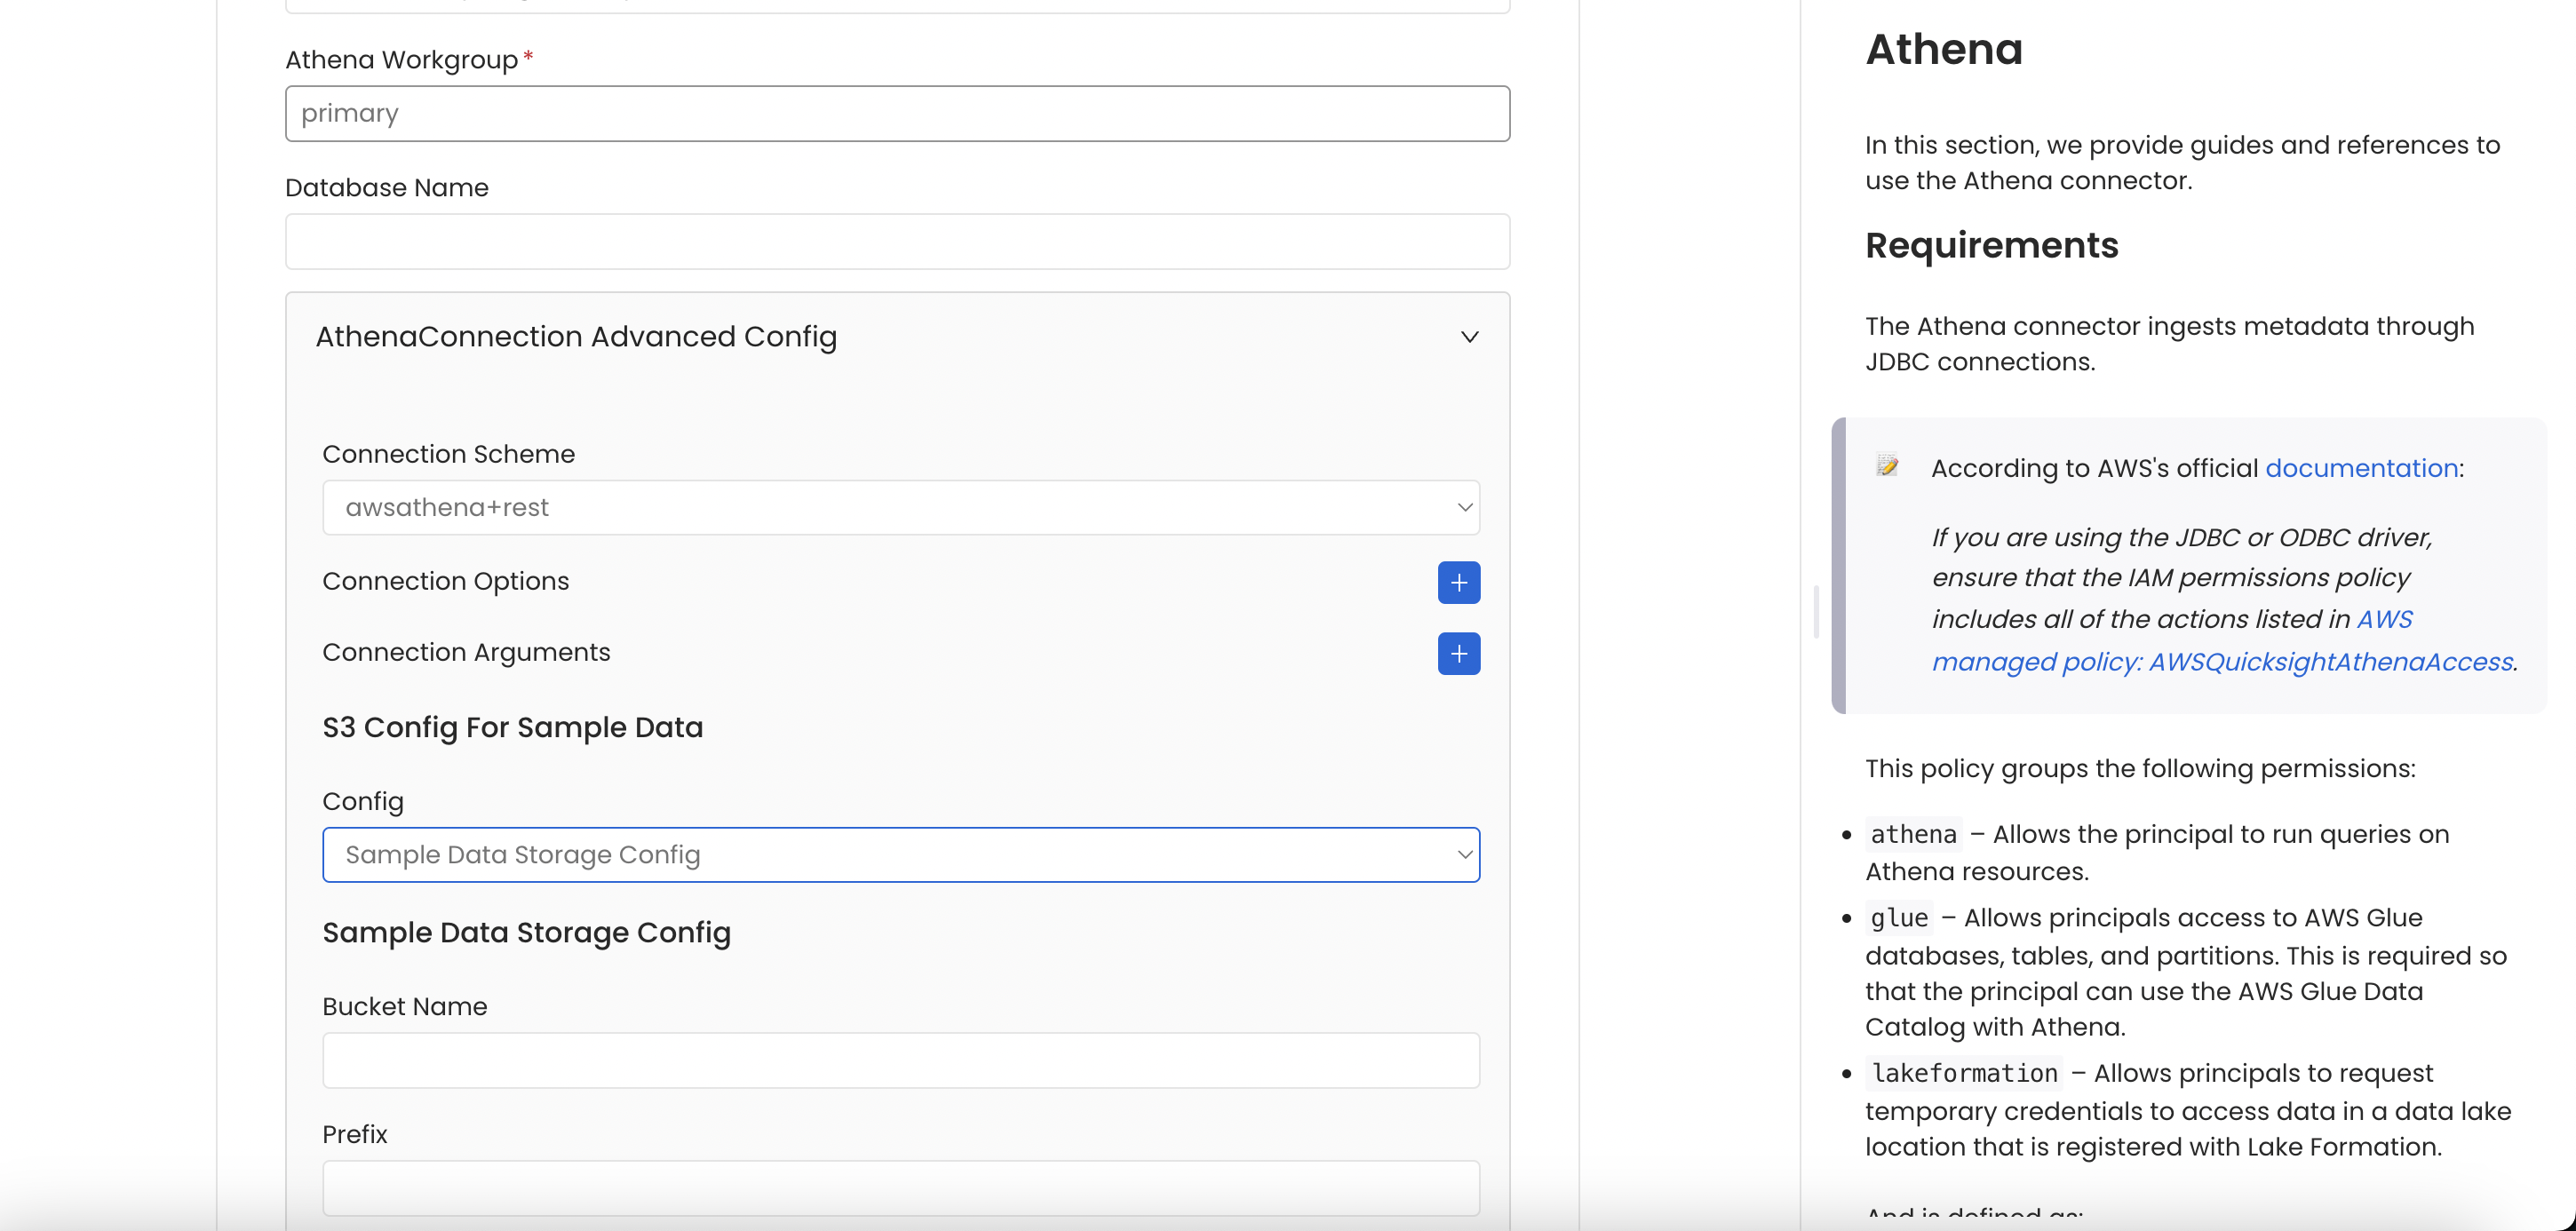 Athena Workgroup *
primary
Database Name
AthenaConnection Advanced Config
Connection Scheme
awsathena+rest
Connection Options
Connection Arguments
S3 Config For Sample Data
Config
Sample Data Storage Config
Sample Data Storage Config
Bucket Name
Prefix
Athena
In this section, we provide guides and references to
use the Athena connector.
Requirements
The Athena connector ingests metadata through
JDBC connections.
According to AWS's official documentation:
If you are using the JDBC or ODBC driver,
ensure that the IAM permissions policy
includes all of the actions listed in AWS
managed policy: AWSQuicksightAthenaAccess.
This policy groups the following permissions:
athena – Allows the principal to run queries on
Athena resources.
glue – Allows principals access to AWS Glue
databases, tables, and partitions. This is required so
that the principal can use the AWS Glue Data
Catalog with Athena.
lakeformation – Allows principals to request
temporary credentials to access data in a data lake
location that is registered with Lake Formation.
And is defined as: